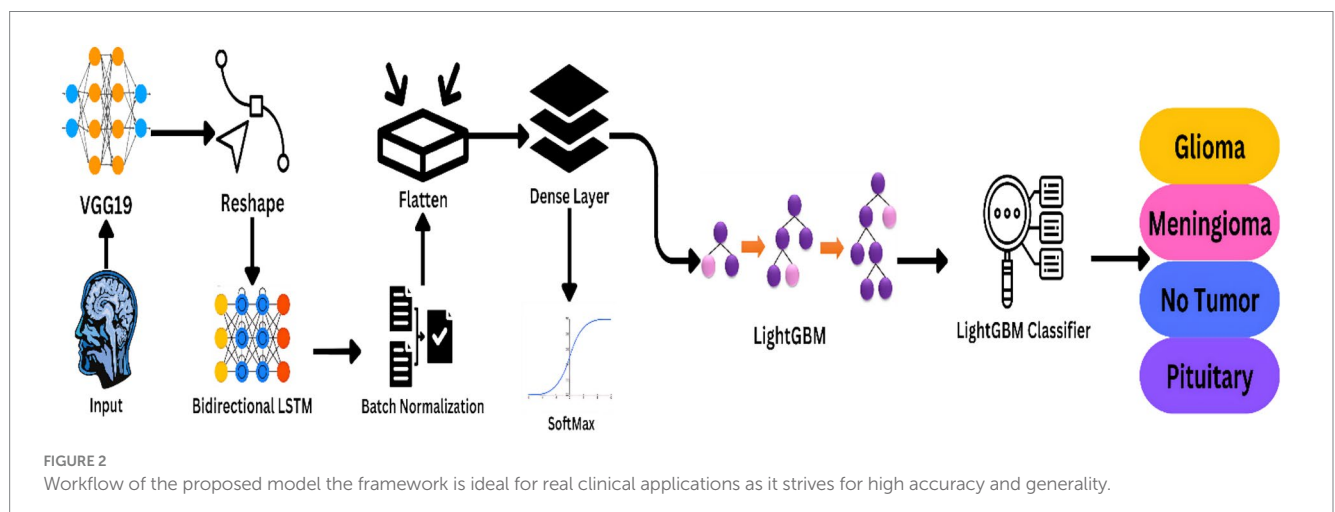 VGG19
Reshape
Flatten
Dense Layer
Input
Bidirectional LSTM
Batch Normalization
SoftMax
LightGBM
LightGBM Classifier
Glioma
Meningioma
No Tumor
Pituitary
FIGURE 2
Workflow of the proposed model the framework is ideal for real clinical applications as it strives for high accuracy and generality.